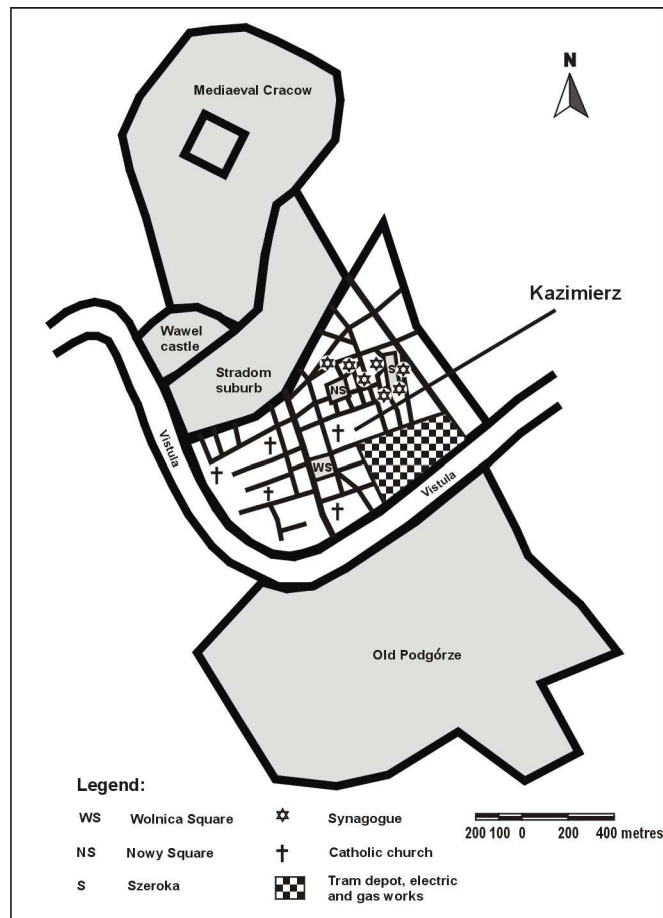 N
Mediaeval Cracow
Kazimierz
Wawel
castle
Stradom
suburb
S
NS
WS
Vistula
Vistula
Old Podgórze
Legend:
WS Wolnica Square
Synagogue
NS Nowy Square
Catholic church
S Szeroka
Tram depot, electric
and gas works
200 100 0 200 400 metres